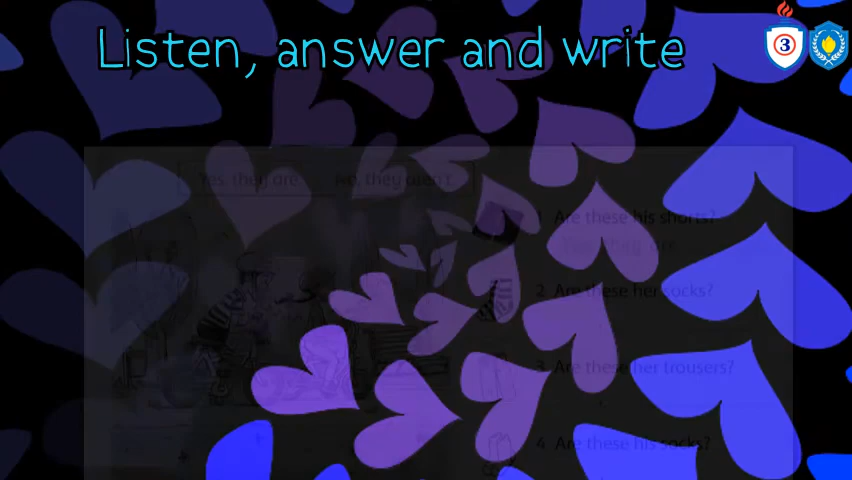 Listen, answer and write
3
Yes, they are No, they aren't
1 Are these his shorts?
Yes, they are
2 Are these her socks?
3 Are these her trousers?
4 Are these his socks?